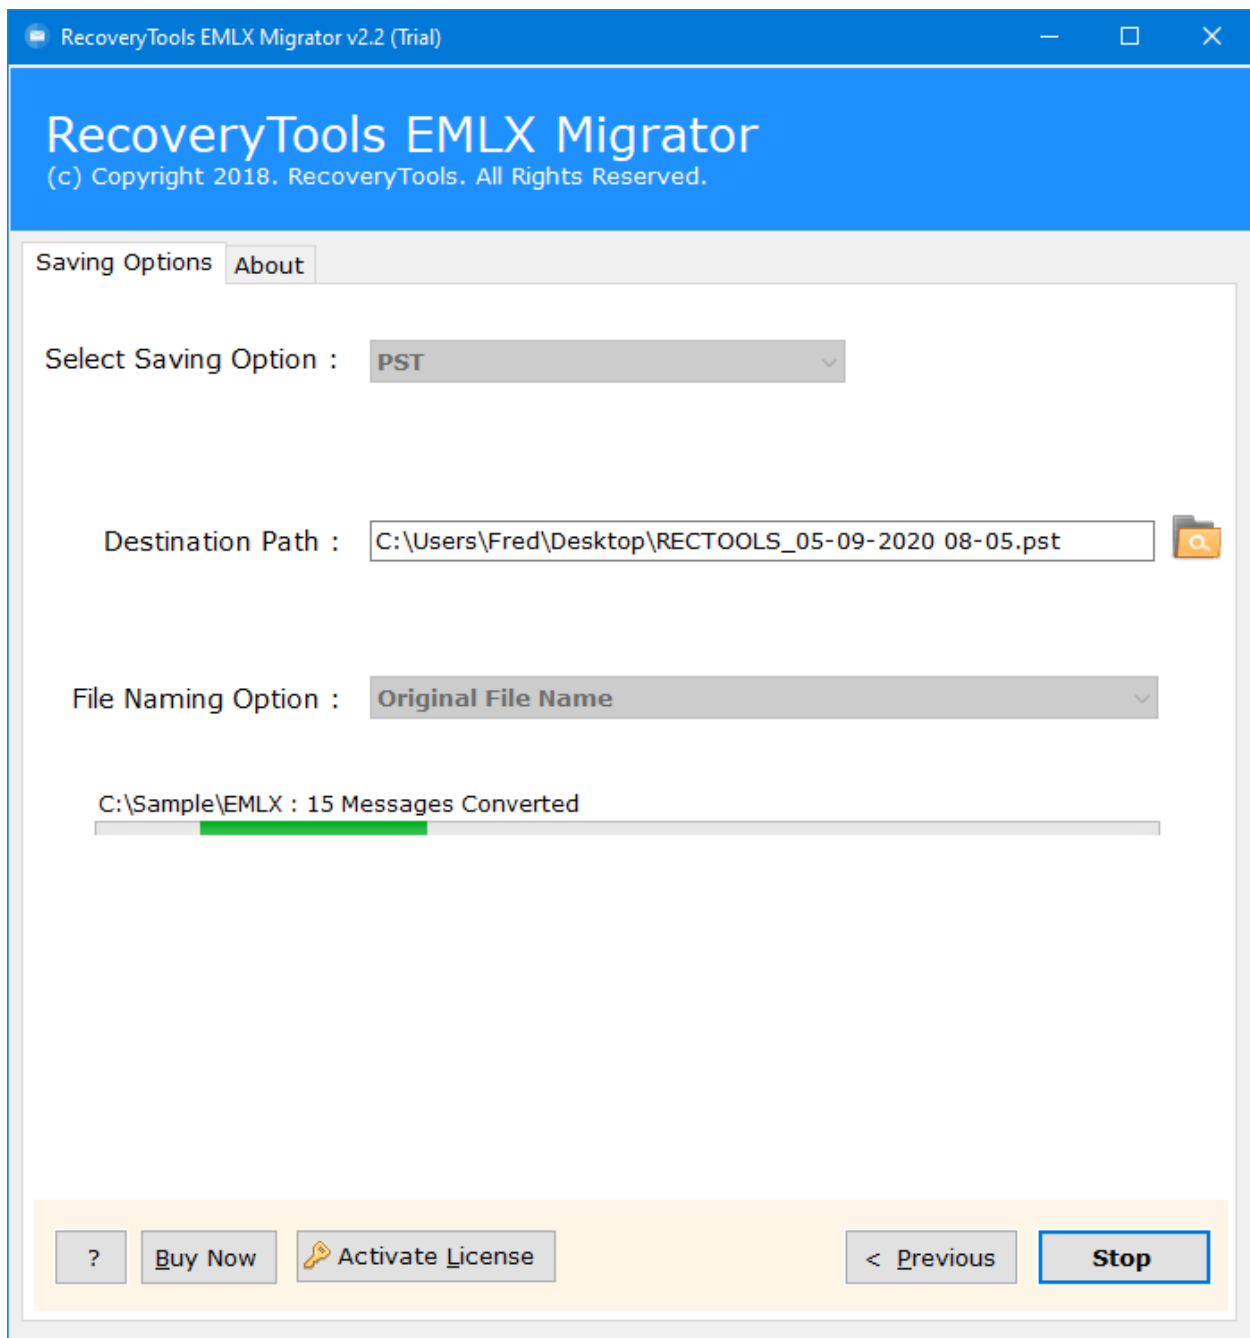 RecoveryTools EMLX Migrator v2.2 (Trial)
RecoveryTools EMLX Migrator
(c) Copyright 2018. RecoveryTools. All Rights Reserved.
Saving Options
About
Select Saving Option :
PST
Destination Path :
C:\Users\Fred\Desktop\RECTOOLS_05-09-2020 08-05.pst
File Naming Option :
Original File Name
C:\Sample\EMLX : 15 Messages Converted
?
Buy Now
Activate License
< Previous
Stop